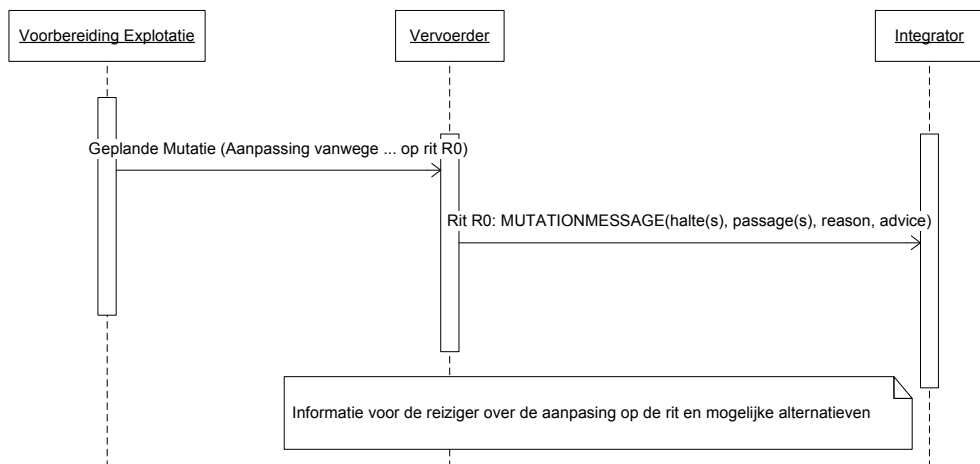 Voorbereiding Explotatie
Vervoerder
Integrator
Geplande Mutatie (Aanpassing vanwege ... op rit R0)
Rit R0: MUTATIONMESSAGE(halte(s), passage(s), reason, advice)
Informatie voor de reiziger over de aanpasing op de rit en mogelijke alternatieven